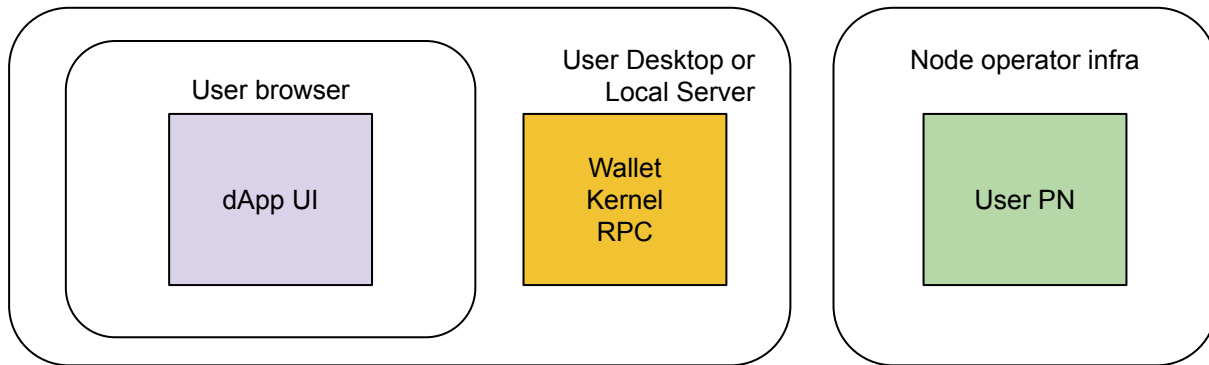 User browser
dApp UI
User Desktop or
Local Server
Wallet
Kernel
RPC
Node operator infra
User PN